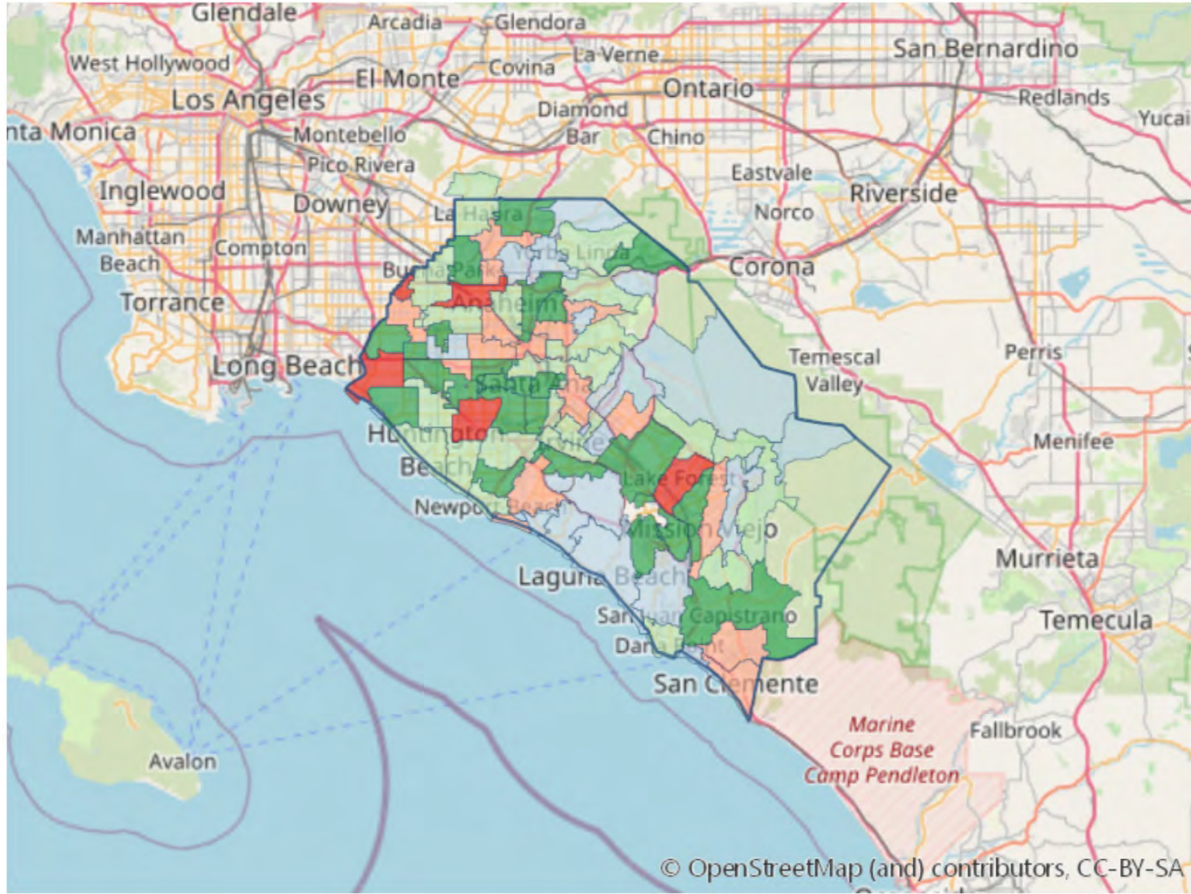 Glendale
Arcadia
Glendora
West Hollywood
La Verne
San Bernardino
El Monte
Covina
Ontario
Los Angeles
Redlands
Diamond
Bar
Montebello
Chino
Pico Rivera
Eastvale
Inglewood
Downey
Riverside
La Habra
Norco
Manhattan
Beach
Compton
Yorba Linda
Corona
Torrance
Anaheim
Long Beach
Temescal
Valley
Perris
Santa Ana
Huntington
Beach
Menifee
Lake Forest
Newport Beach
Mission Viejo
Murrieta
Laguna Beach
San Juan Capistrano
Temecula
Dana Point
San Clemente
Marine
Corps Base
Camp Pendleton
Fallbrook
Avalon
© OpenStreetMap (and) contributors, CC-BY-SA